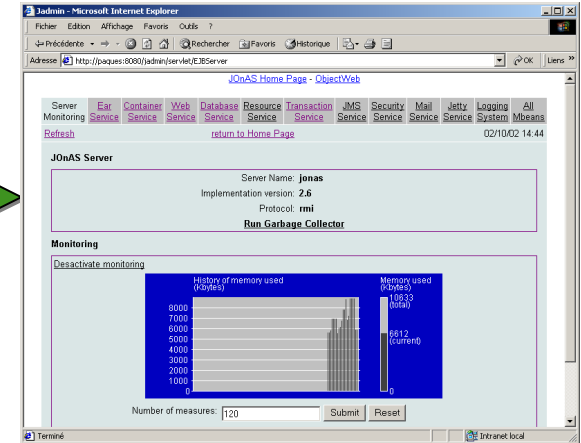 Jadmin - Microsoft Internet Explorer
Fichier Edition Affichage Favoris Outils ?
Précédente Rechercher Favoris Historique
Adresse http://paques:8080/jadmin/servlet/EJBServer OK Liens »
JOnAS Home Page - ObjectWeb
Server Monitoring Ear Service Container Service Web Service Database Service Resource Service Transaction Service JMS Service Security Service Mail Service Jetty Service Logging System All Mbeans
Refresh return to Home Page 02/10/02 14:44
JOnAS Server
Server Name: jonas
Implementation version: 2.6
Protocol: rmi
Run Garbage Collector
Monitoring
Desactivate monitoring
History of memory used
(Kbytes)
Memory used
(Kbytes)
10633
(total)
8000
7000
6000
5000
4000
3000
2000
1000
0
6612
(current)
0
Number of measures: 120 Submit Reset
Terminé Intranet local